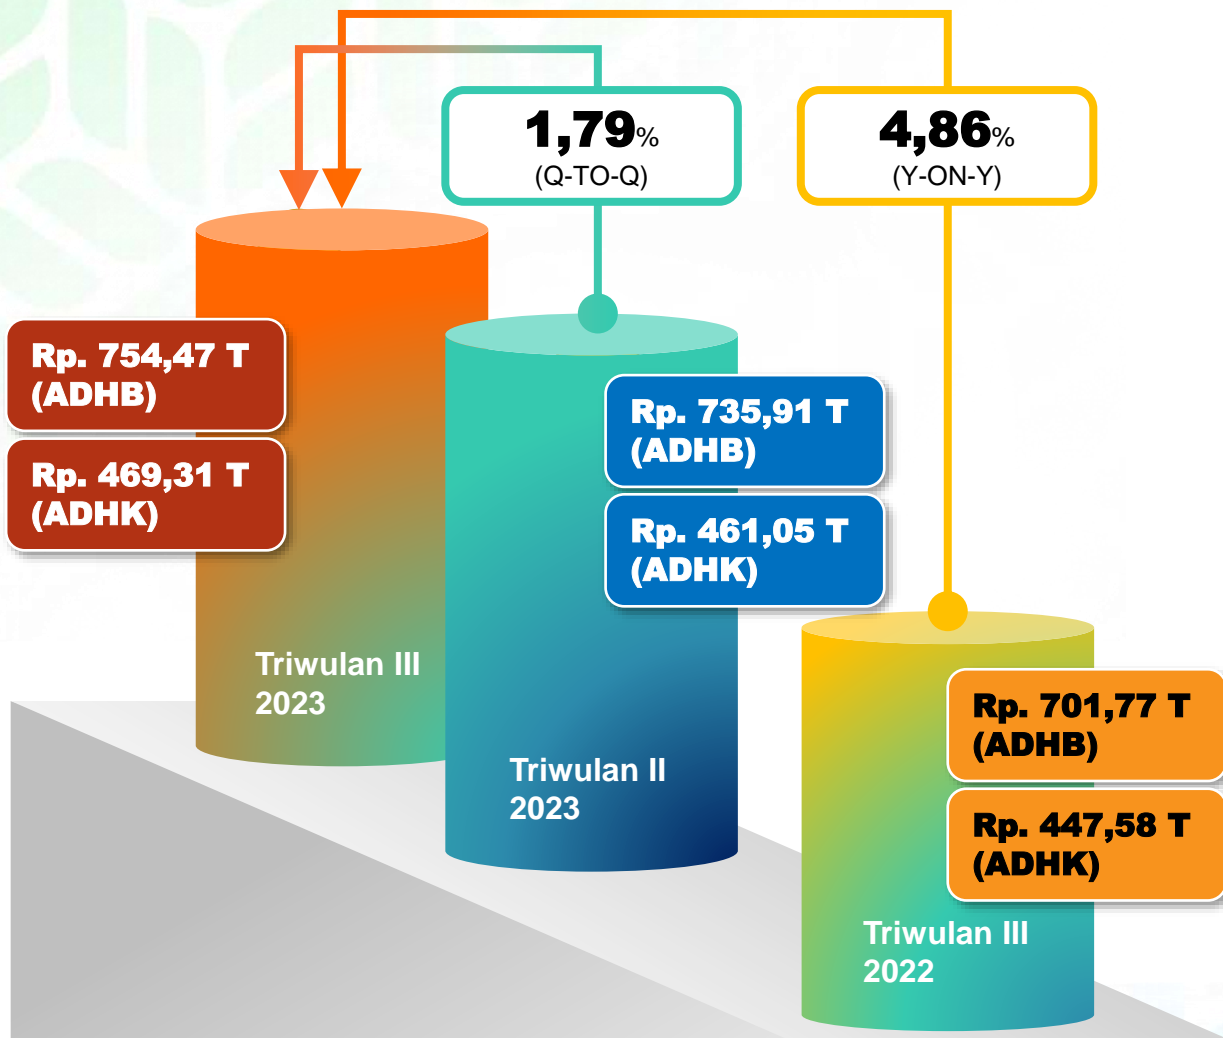 1,79%
(Q-TO-Q)
4,86%
(Y-ON-Y)
Rp. 754,47 T
(ADHB)
Rp. 469,31 T
(ADHK)
Triwulan III
2023
Rp. 735,91 T
(ADHB)
Rp. 461,05 T
(ADHK)
Triwulan II
2023
Rp. 701,77 T
(ADHB)
Rp. 447,58 T
(ADHK)
Triwulan III
2022